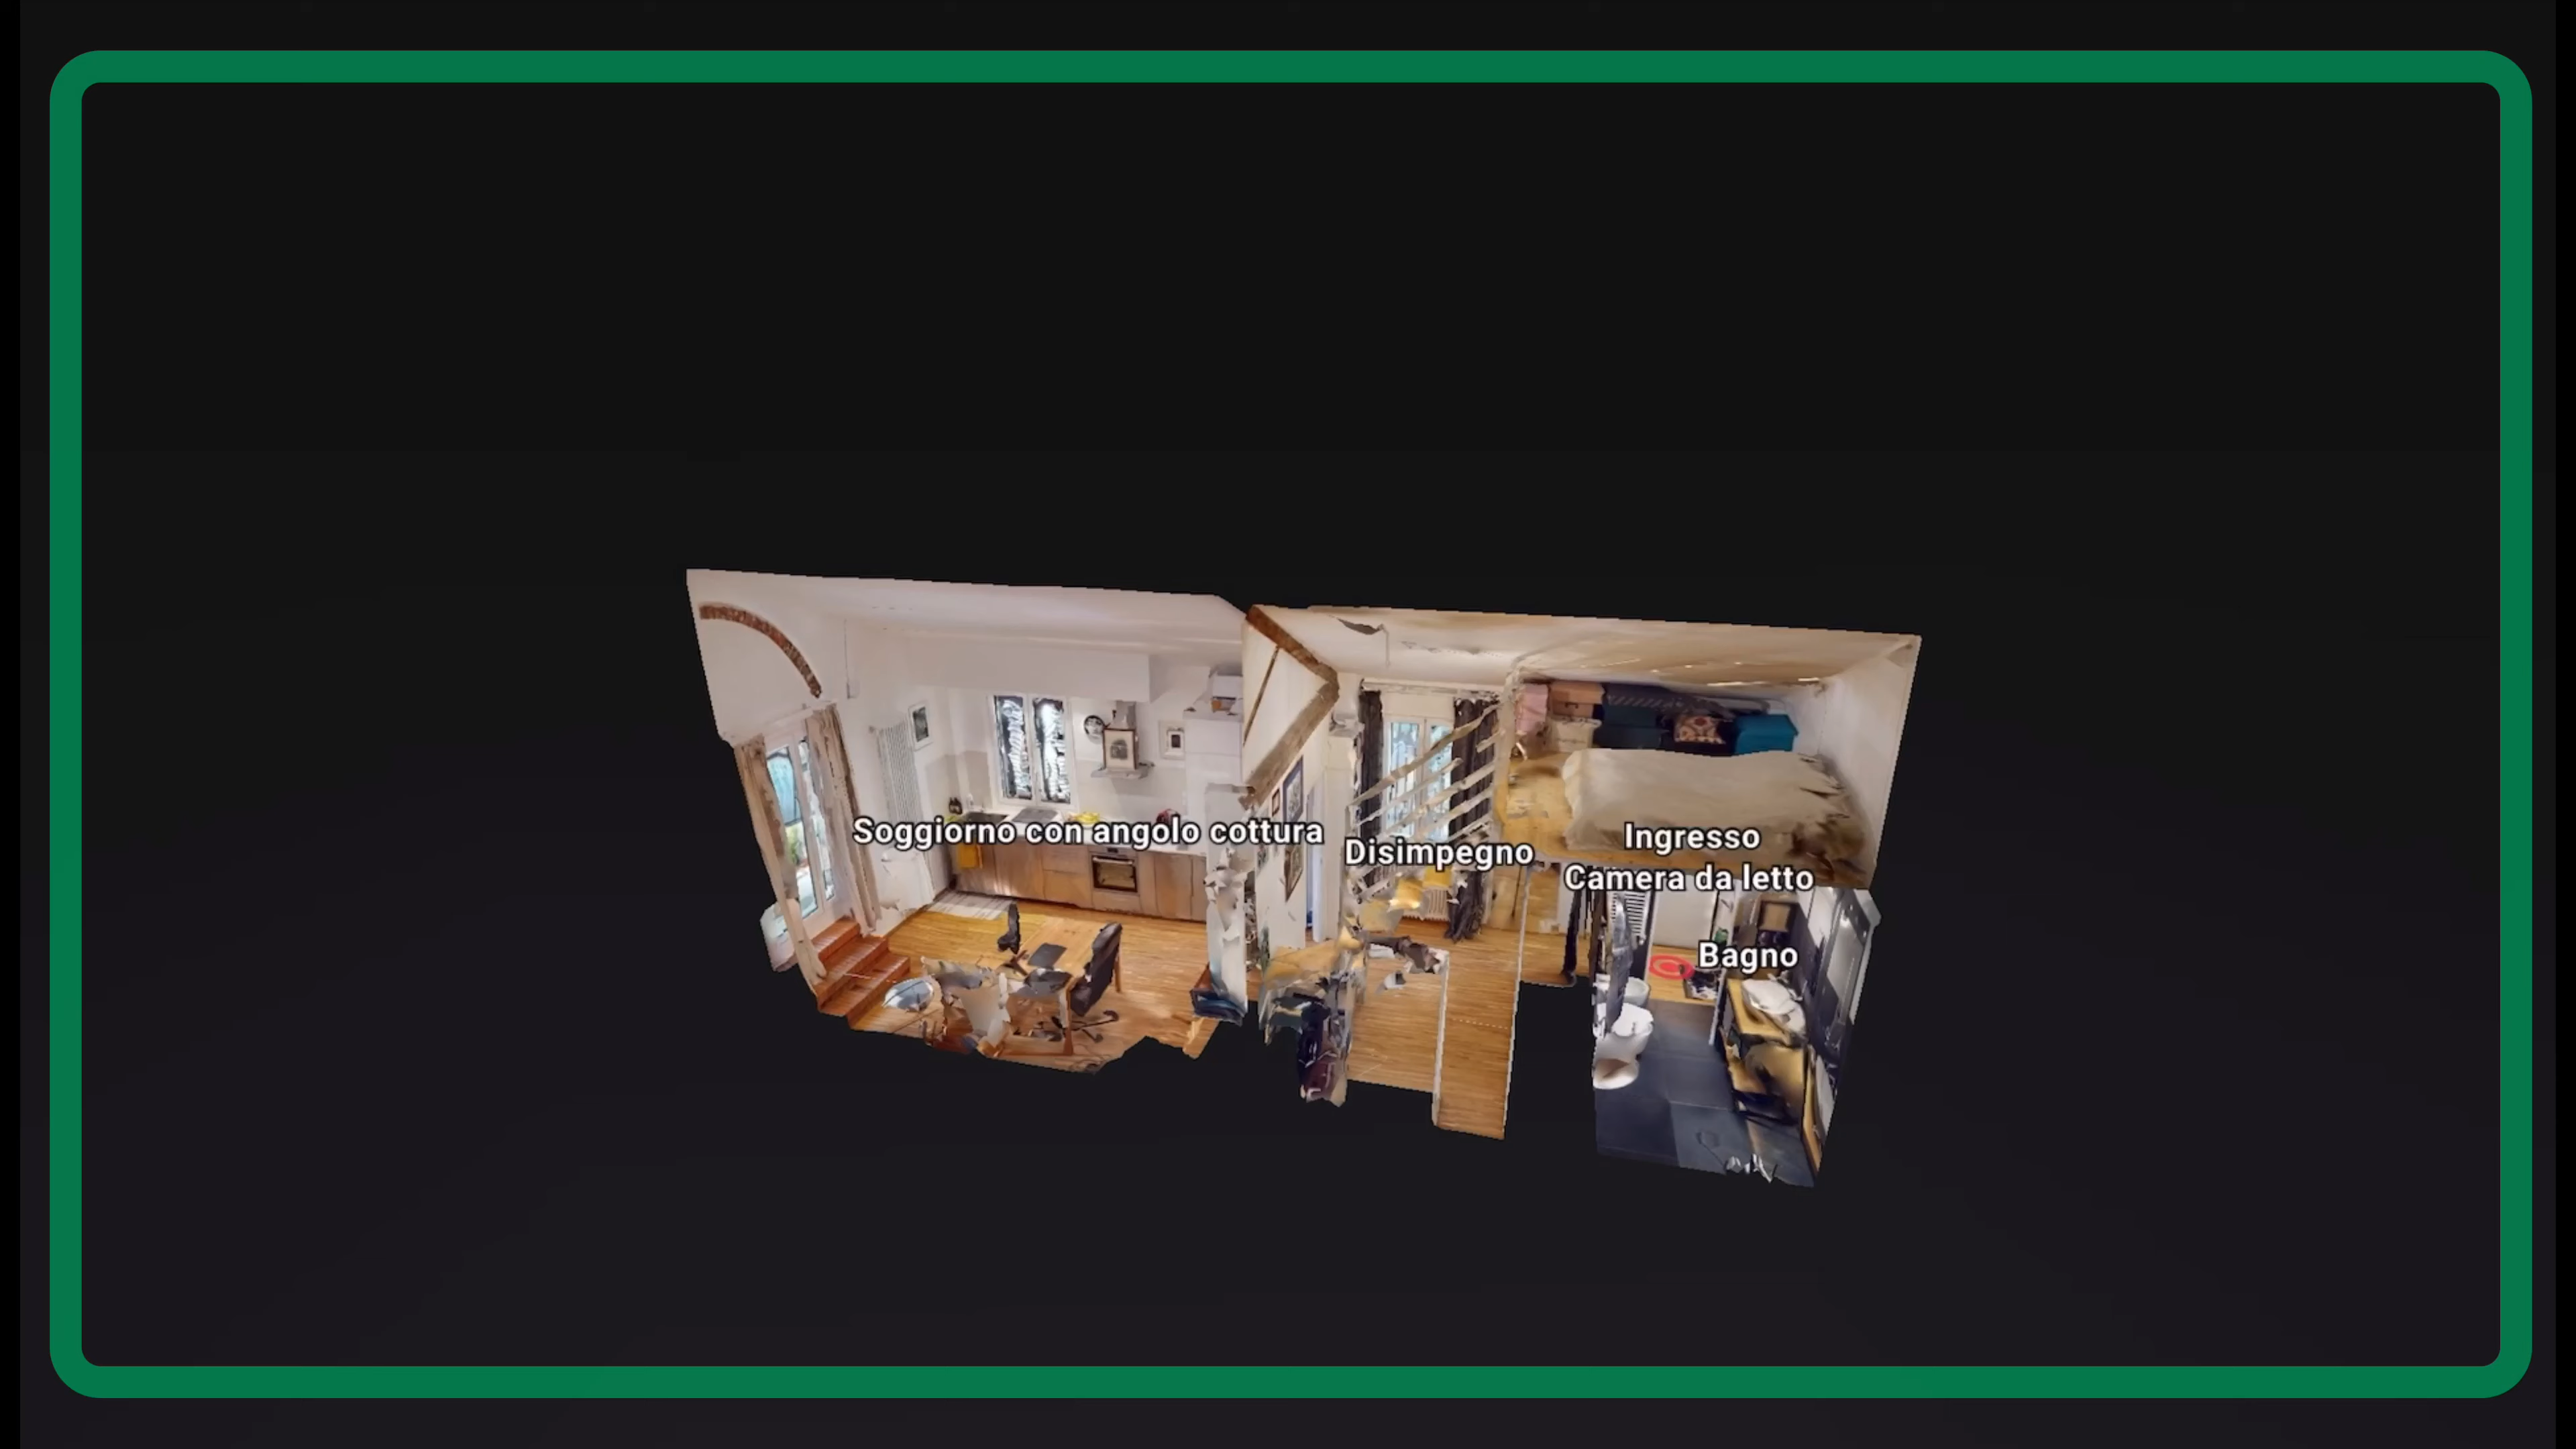 Soggiorno con angolo cottura
Disimpegno
Ingresso
Camera da letto
Bagno